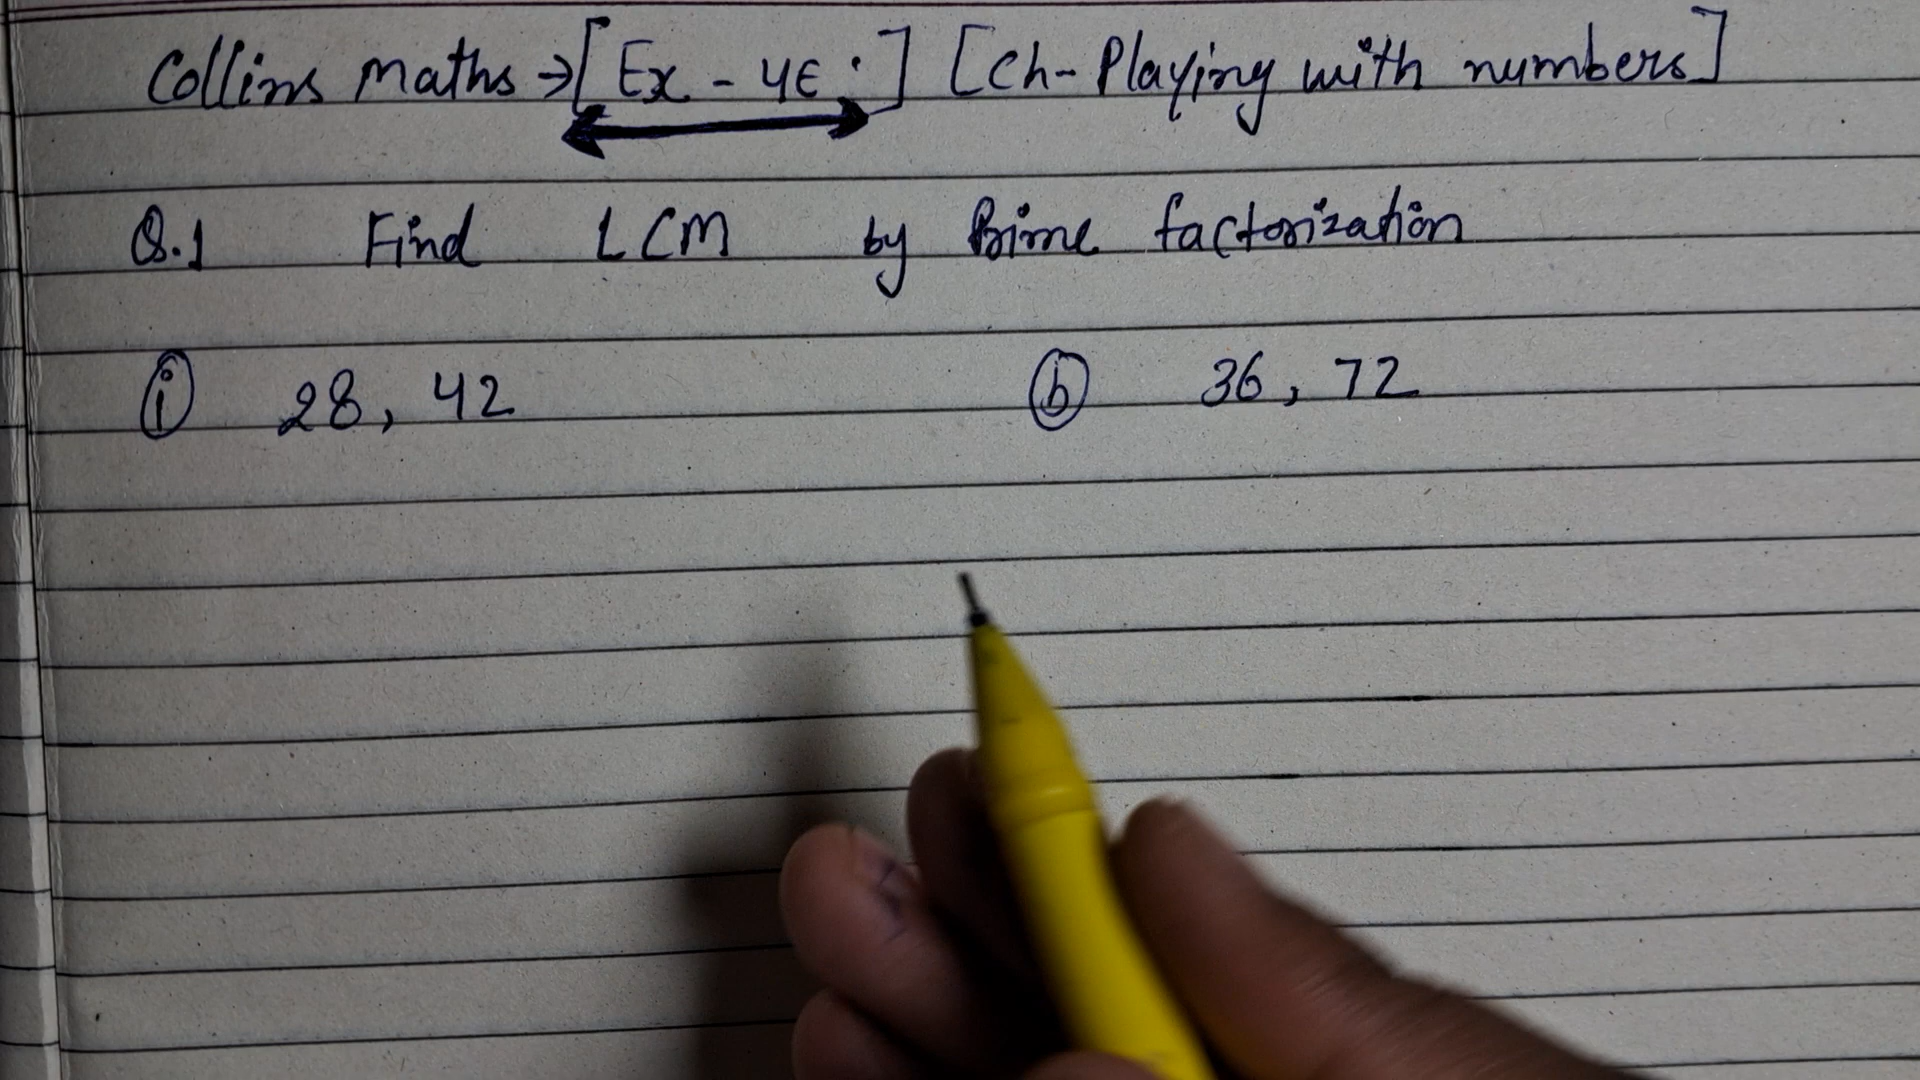 Collins Maths → [Ex - 4E:] [Ch- Playing with numbers]
Q.1 Find LCM by Prime factorization
(i) 28, 42 (b) 36, 72